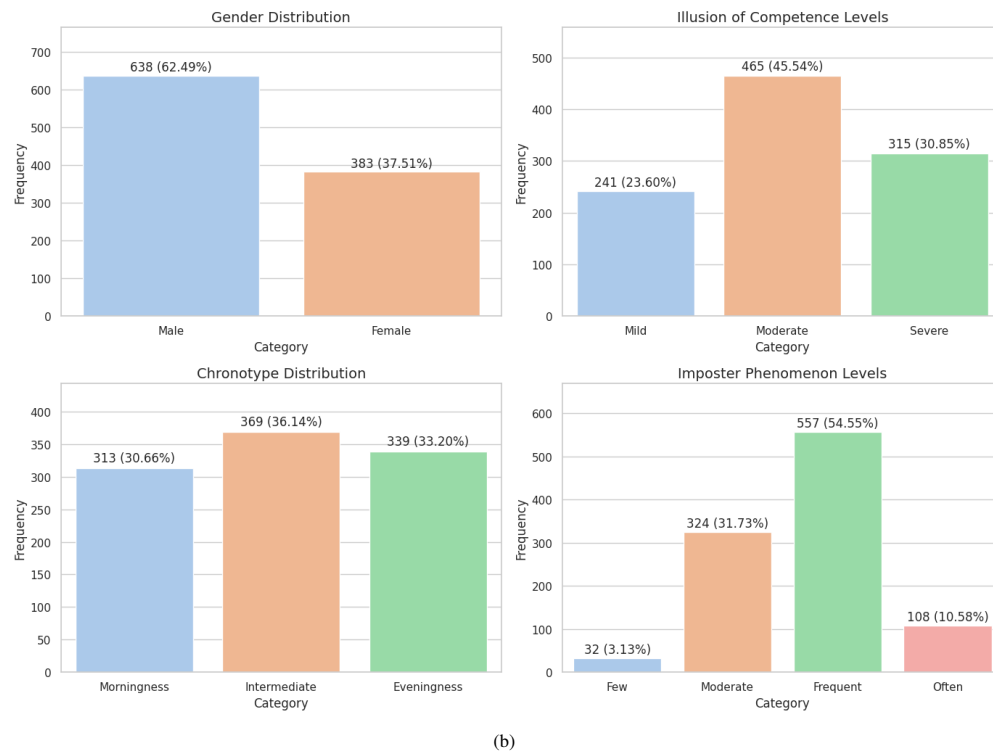 Gender Distribution
Frequency
700
600
500
400
300
200
100
0
638 (62.49%)
383 (37.51%)
Male
Female
Category
Illusion of Competence Levels
Frequency
500
400
300
200
100
0
241 (23.60%)
465 (45.54%)
315 (30.85%)
Mild
Moderate
Severe
Category
Chronotype Distribution
Frequency
400
350
300
250
200
150
100
50
0
313 (30.66%)
369 (36.14%)
339 (33.20%)
Morningness
Intermediate
Eveningness
Category
Imposter Phenomenon Levels
Frequency
600
500
400
300
200
100
0
32 (3.13%)
324 (31.73%)
557 (54.55%)
108 (10.58%)
Few
Moderate
Frequent
Often
Category
(b)